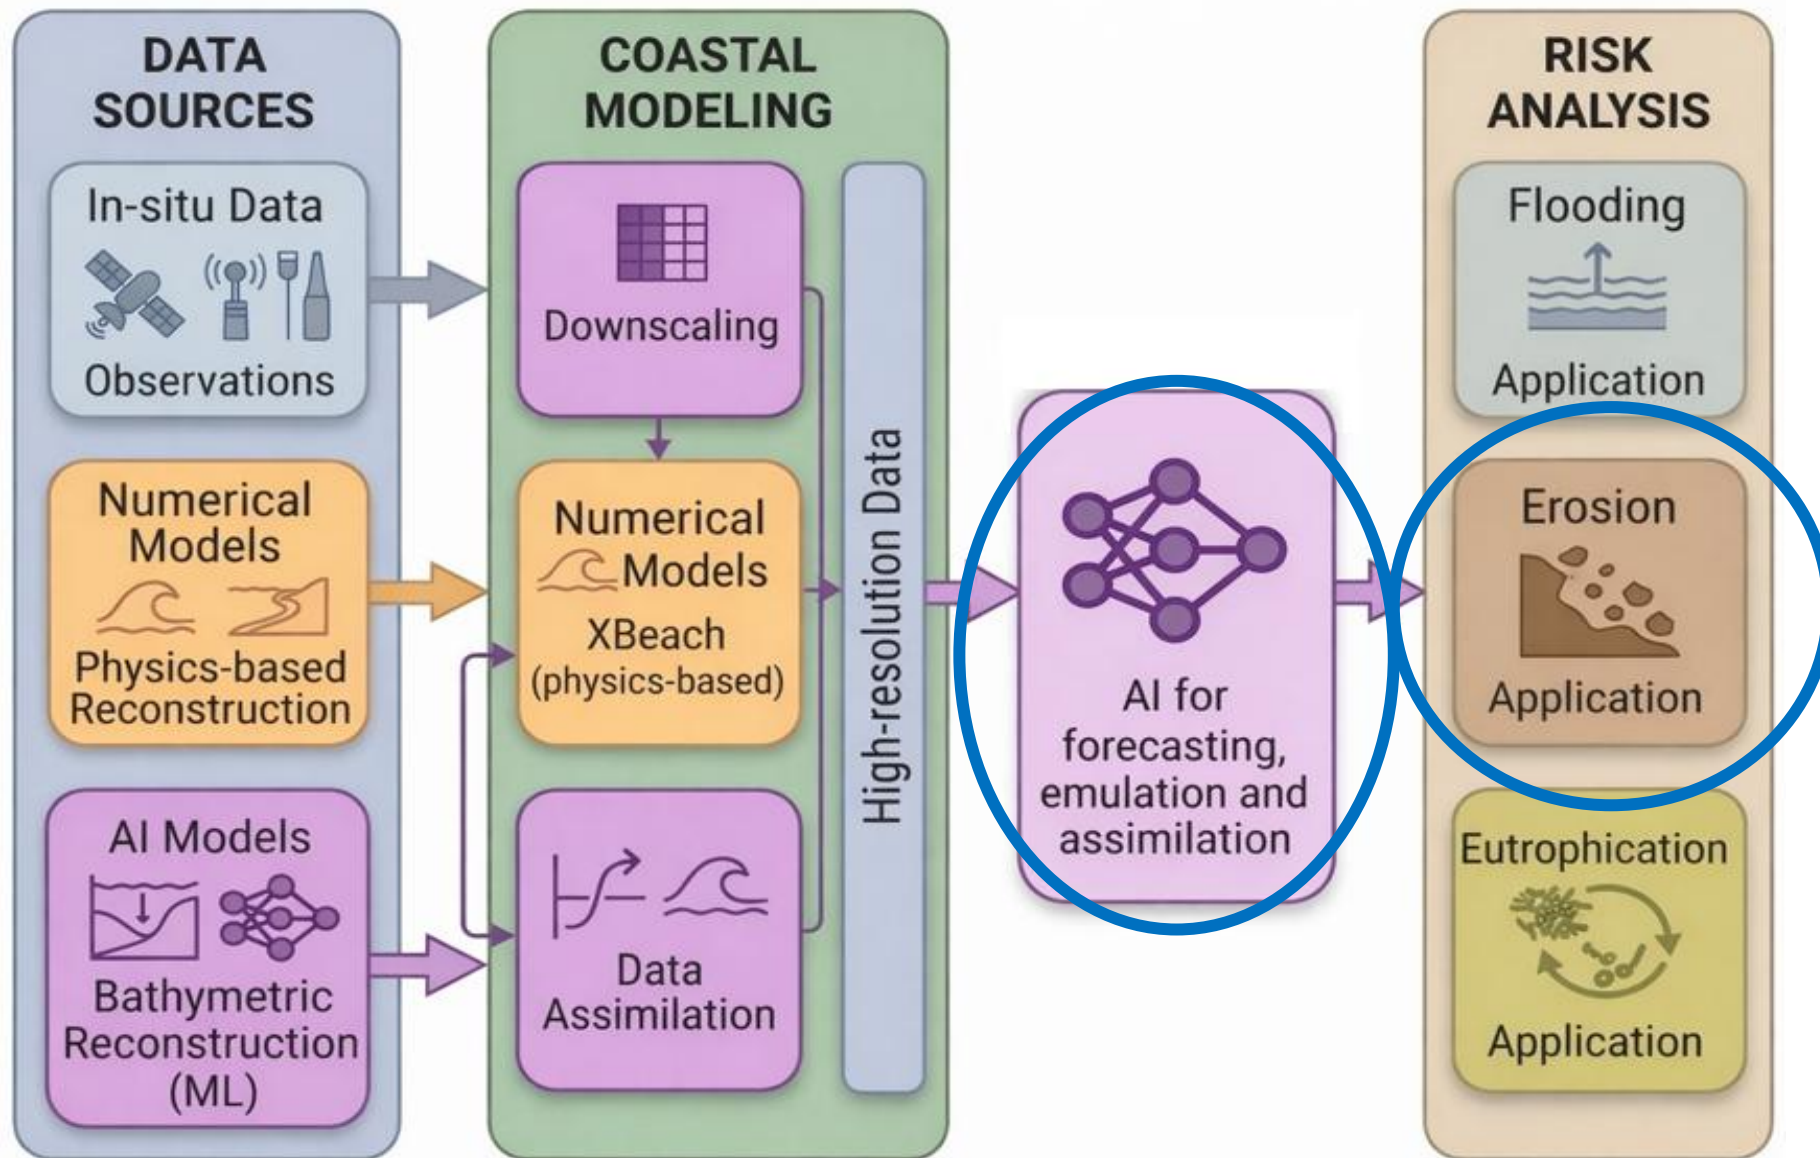 DATA
SOURCES
In-situ Data
Observations
Numerical
Models
Physics-based
Reconstruction
AI Models
Bathymetric
Reconstruction
(ML)
COASTAL
MODELING
Downscaling
Numerical
Models
XBeach
(physics-based)
Data
Assimilation
High-resolution Data
AI for
forecasting,
emulation and
assimilation
RISK
ANALYSIS
Flooding
Application
Erosion
Application
Eutrophication
Application